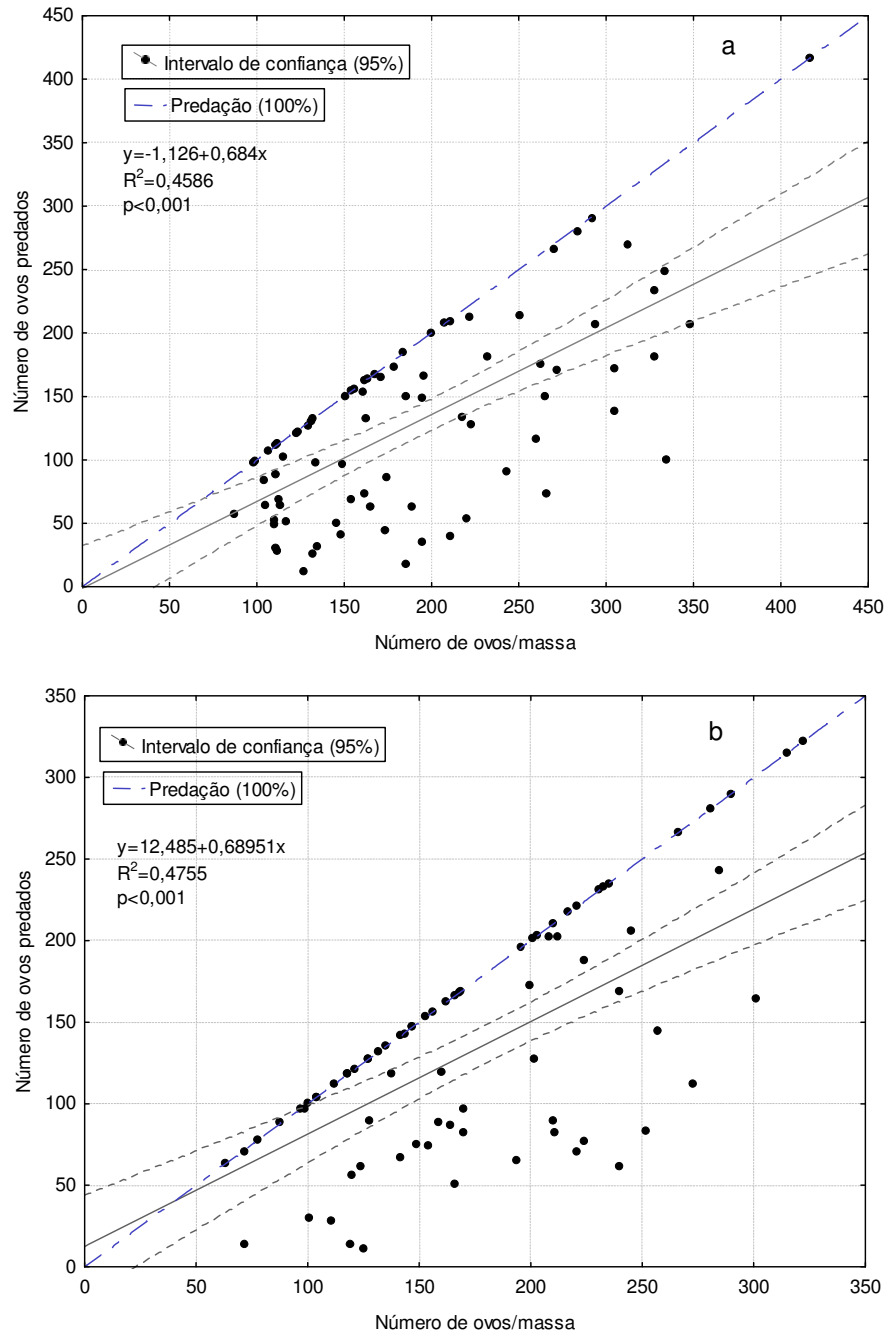 a
Intervalo de confiança (95%)
Predação (100%)
y=-1,126+0,684x
R²=0,4586
p<0,001
Número de ovos predados
450
400
350
300
250
200
150
100
50
0
0 50 100 150 200 250 300 350 400 450
Número de ovos/massa
b
Intervalo de confiança (95%)
Predação (100%)
y=12,485+0,68951x
R²=0,4755
p<0,001
Número de ovos predados
350
300
250
200
150
100
50
0
0 50 100 150 200 250 300 350
Número de ovos/massa